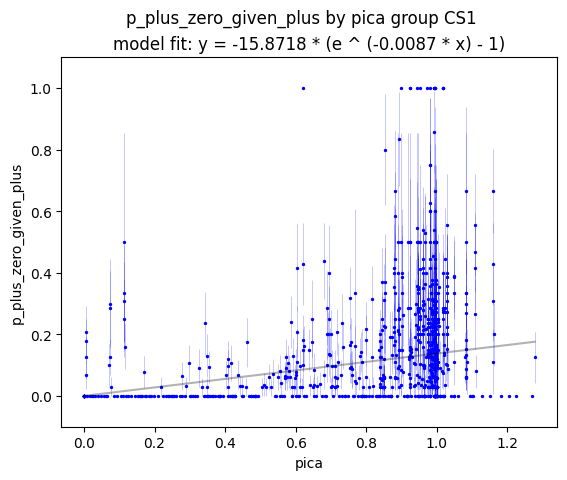 p_plus_zero_given_plus by pica group CS1
model fit: y = -15.8718 * (e ^ (-0.0087 * x) - 1)
p_plus_zero_given_plus
1.0
0.8
0.6
0.4
0.2
0.0
0.0 0.2 0.4 0.6 0.8 1.0 1.2
pica